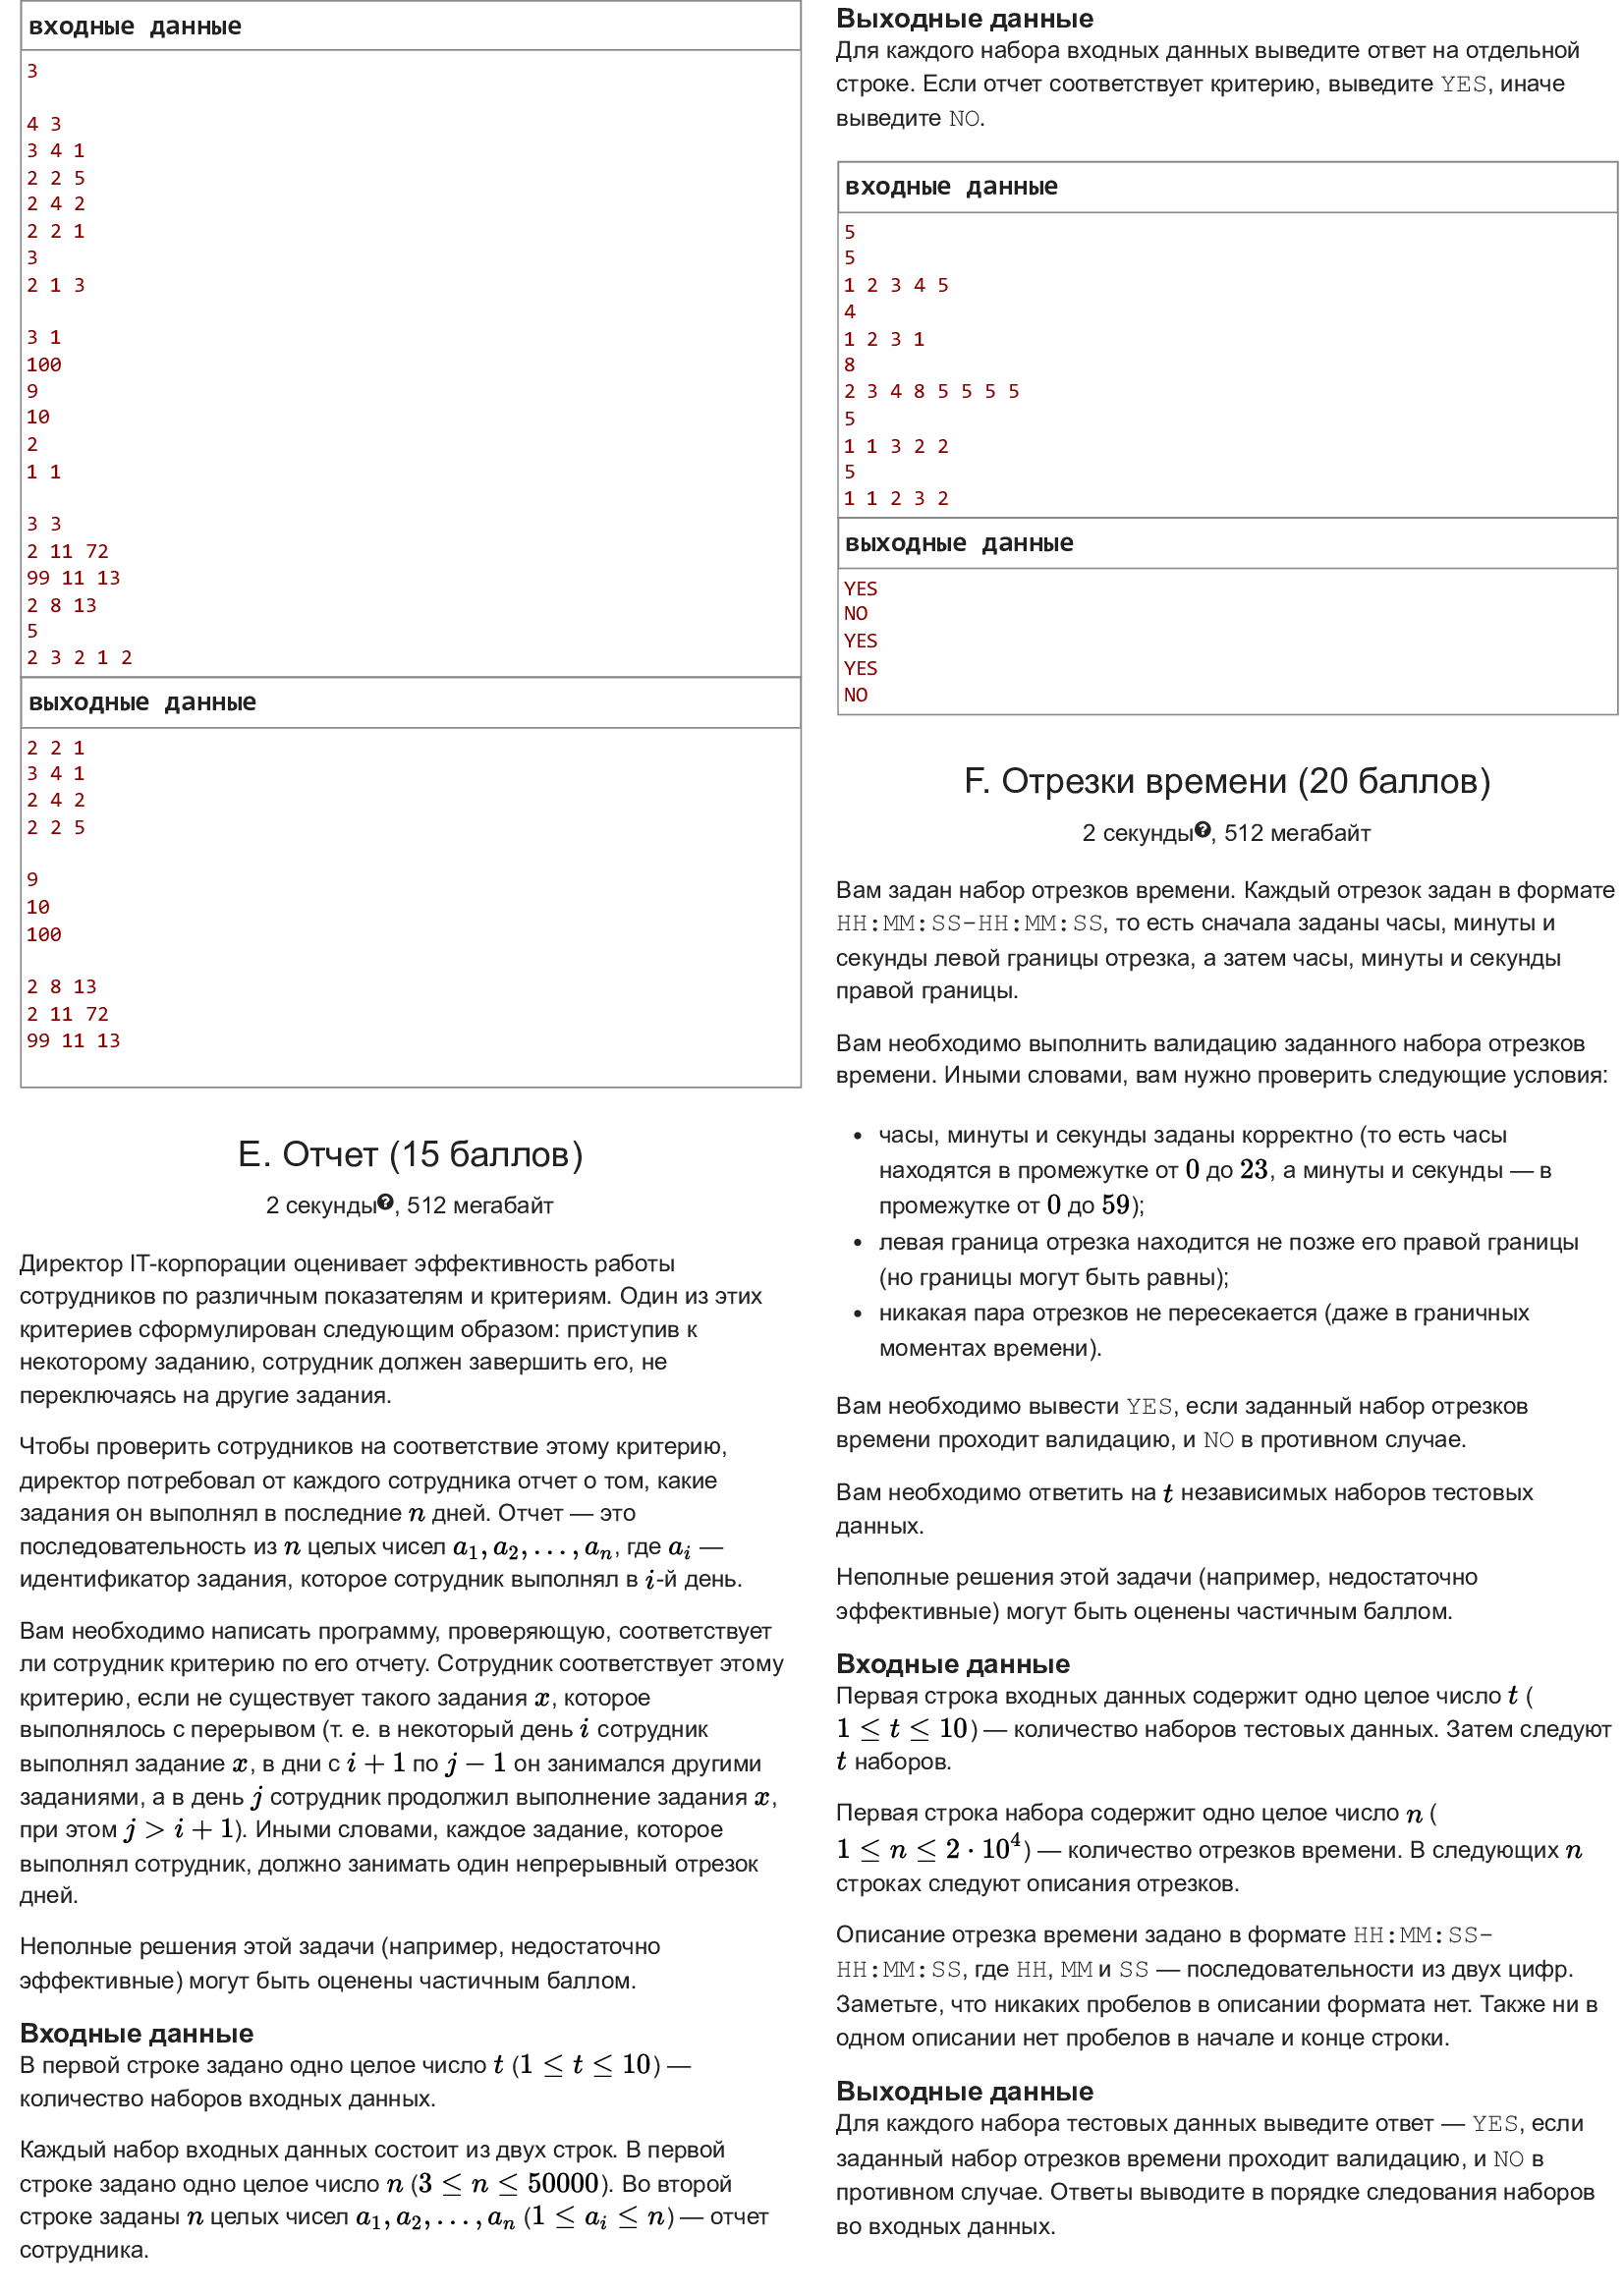 входные данные
3
4 3
3 4 1
2 2 5
2 4 2
2 2 1
3
2 1 3
3 1
100
9
10
2
1 1
3 3
2 11 72
99 11 13
2 8 13
5
2 3 2 1 2
выходные данные
2 2 1
3 4 1
2 4 2
2 2 5
9
10
100
2 8 13
2 11 72
99 11 13
E. Отчет (15 баллов)
2 секунды?, 512 мегабайт
Директор IT-корпорации оценивает эффективность работы
сотрудников по различным показателям и критериям. Один из этих
критериев сформулирован следующим образом: приступив к
некоторому заданию, сотрудник должен завершить его, не
переключаясь на другие задания.
Чтобы проверить сотрудников на соответствие этому критерию,
директор потребовал от каждого сотрудника отчет о том, какие
задания он выполнял в последние n дней. Отчет — это
последовательность из n целых чисел a₁, a₂, …, aₙ, где aᵢ —
идентификатор задания, которое сотрудник выполнял в i-й день.
Вам необходимо написать программу, проверяющую, соответствует
ли сотрудник критерию по его отчету. Сотрудник соответствует этому
критерию, если не существует такого задания x, которое
выполнялось с перерывом (т. е. в некоторый день i сотрудник
выполнял задание x, в дни с i + 1 по j − 1 он занимался другими
заданиями, а в день j сотрудник продолжил выполнение задания x,
при этом j > i + 1). Иными словами, каждое задание, которое
выполнял сотрудник, должно занимать один непрерывный отрезок
дней.
Неполные решения этой задачи (например, недостаточно
эффективные) могут быть оценены частичным баллом.
Входные данные
В первой строке задано одно целое число t (1 ≤ t ≤ 10) —
количество наборов входных данных.
Каждый набор входных данных состоит из двух строк. В первой
строке задано одно целое число n (3 ≤ n ≤ 50000). Во второй
строке заданы n целых чисел a₁, a₂, …, aₙ (1 ≤ aᵢ ≤ n) — отчет
сотрудника.
Выходные данные
Для каждого набора входных данных выведите ответ на отдельной
строке. Если отчет соответствует критерию, выведите YES, иначе
выведите NO.
входные данные
5
5
1 2 3 4 5
4
1 2 3 1
8
2 3 4 8 5 5 5 5
5
1 1 3 2 2
5
1 1 2 3 2
выходные данные
YES
NO
YES
YES
NO
F. Отрезки времени (20 баллов)
2 секунды?, 512 мегабайт
Вам задан набор отрезков времени. Каждый отрезок задан в формате
HH:MM:SS-HH:MM:SS, то есть сначала заданы часы, минуты и
секунды левой границы отрезка, а затем часы, минуты и секунды
правой границы.
Вам необходимо выполнить валидацию заданного набора отрезков
времени. Иными словами, вам нужно проверить следующие условия:
• часы, минуты и секунды заданы корректно (то есть часы
находятся в промежутке от 0 до 23, а минуты и секунды — в
промежутке от 0 до 59);
• левая граница отрезка находится не позже его правой границы
(но границы могут быть равны);
• никакая пара отрезков не пересекается (даже в граничных
моментах времени).
Вам необходимо вывести YES, если заданный набор отрезков
времени проходит валидацию, и NO в противном случае.
Вам необходимо ответить на t независимых наборов тестовых
данных.
Неполные решения этой задачи (например, недостаточно
эффективные) могут быть оценены частичным баллом.
Входные данные
Первая строка входных данных содержит одно целое число t (
1 ≤ t ≤ 10) — количество наборов тестовых данных. Затем следуют
t наборов.
Первая строка набора содержит одно целое число n (
1 ≤ n ≤ 2 · 10⁴) — количество отрезков времени. В следующих n
строках следуют описания отрезков.
Описание отрезка времени задано в формате HH:MM:SS-
HH:MM:SS, где HH, MM и SS — последовательности из двух цифр.
Заметьте, что никаких пробелов в описании формата нет. Также ни в
одном описании нет пробелов в начале и конце строки.
Выходные данные
Для каждого набора тестовых данных выведите ответ — YES, если
заданный набор отрезков времени проходит валидацию, и NO в
противном случае. Ответы выводите в порядке следования наборов
во входных данных.